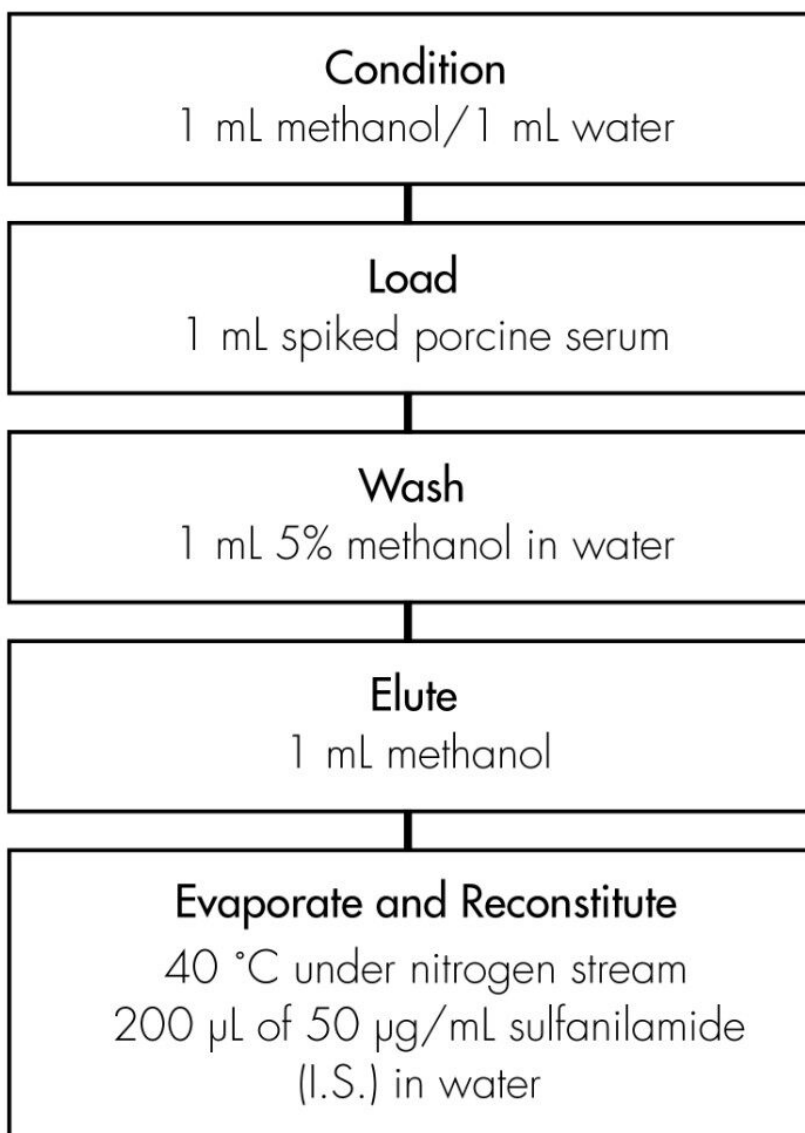 Condition
1 mL methanol/1 mL water
Load
1 mL spiked porcine serum
Wash
1 mL 5% methanol in water
Elute
1 mL methanol
Evaporate and Reconstitute
40 °C under nitrogen stream
200 µL of 50 µg/mL sulfanilamide
(I.S.) in water